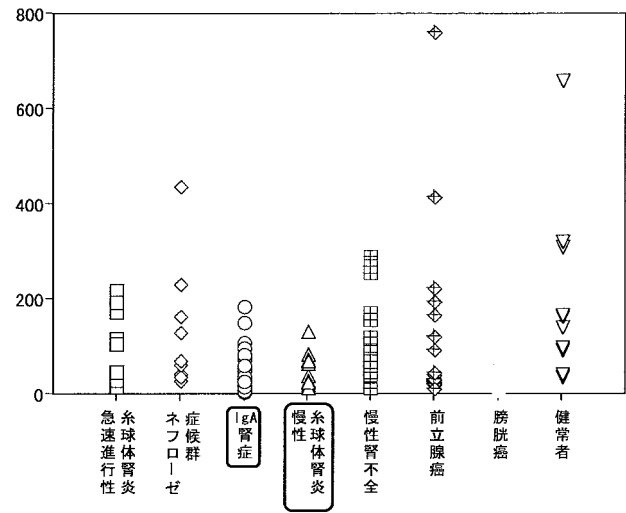 800
600
400
200
0
急速進行性
糸球体腎炎
ネフローゼ
症候群
IgA
腎症
慢性
糸球体腎炎
慢性腎不全
前立腺癌
膀胱癌
健常者